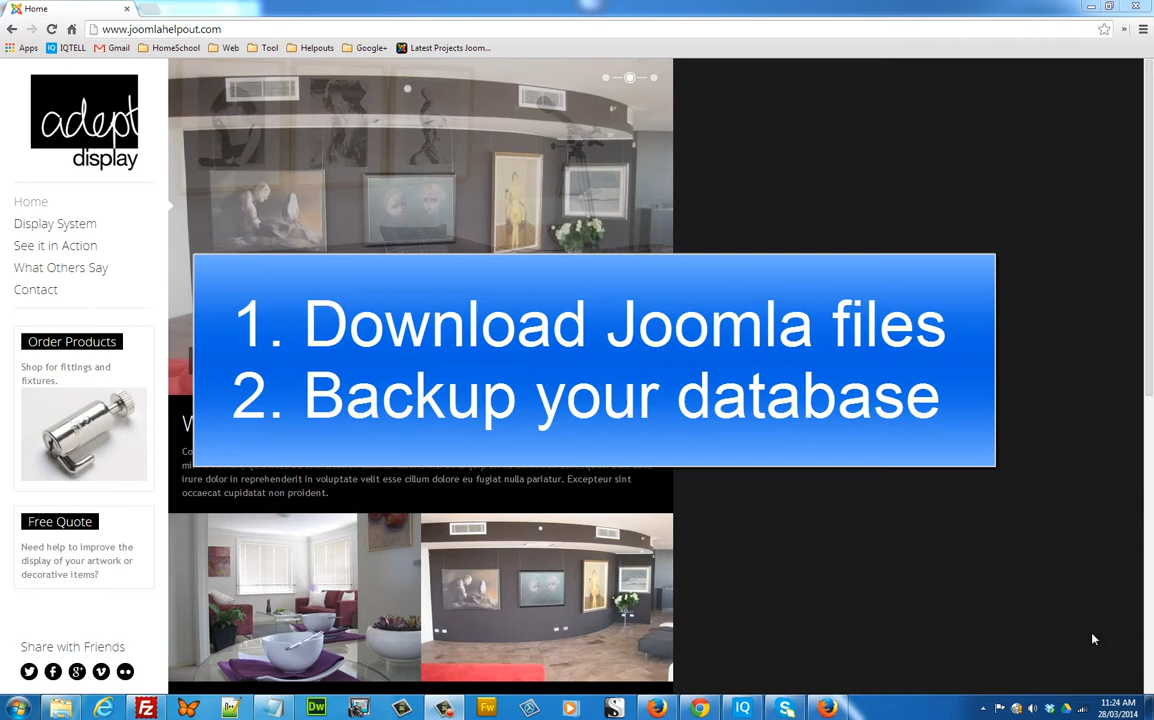 Home
www.joomlahelpout.com
Apps IQTELL Gmail HomeSchool Web Tool Helpouts Google+ Latest Projects Joom...
adept
display
Home
Display System
See it in Action
What Others Say
Contact
Order Products
Shop for fittings and
fixtures.
Free Quote
Need help to improve the
display of your artwork or
decorative items?
Share with Friends
1. Download Joomla files
2. Backup your database
irure dolor in reprehenderit in voluptate velit esse cillum dolore eu fugiat nulla pariatur. Excepteur sint
occaecat cupidatat non proident.
Fz
Dw
Fw
IQ
11:24 AM
28/03/2014